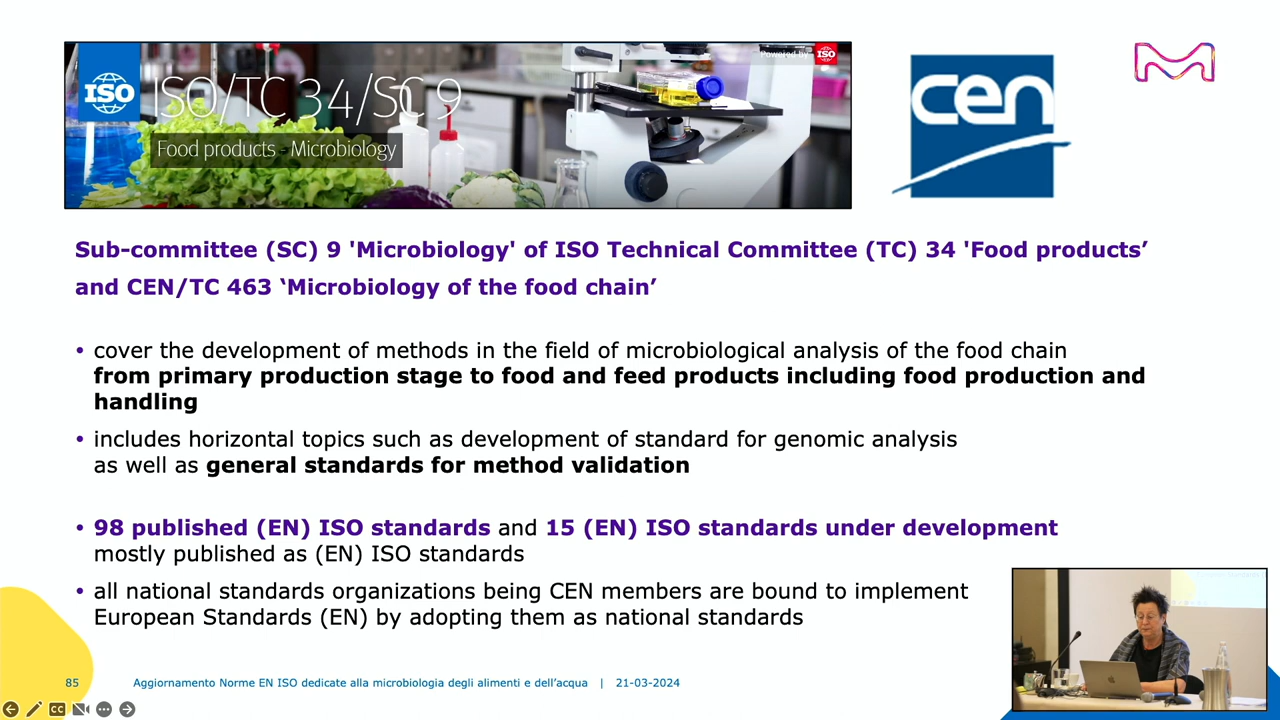 Powered by ISO
ISO
ISO/TC 34/SC 9
Food products - Microbiology
cen
Sub-committee (SC) 9 'Microbiology' of ISO Technical Committee (TC) 34 'Food products’
and CEN/TC 463 ‘Microbiology of the food chain’
• cover the development of methods in the field of microbiological analysis of the food chain
from primary production stage to food and feed products including food production and
handling
• includes horizontal topics such as development of standard for genomic analysis
as well as general standards for method validation
• 98 published (EN) ISO standards and 15 (EN) ISO standards under development
mostly published as (EN) ISO standards
• all national standards organizations being CEN members are bound to implement
European Standards (EN) by adopting them as national standards
85 Aggiornamento Norme EN ISO dedicate alla microbiologia degli alimenti e dell’acqua | 21-03-2024
CC